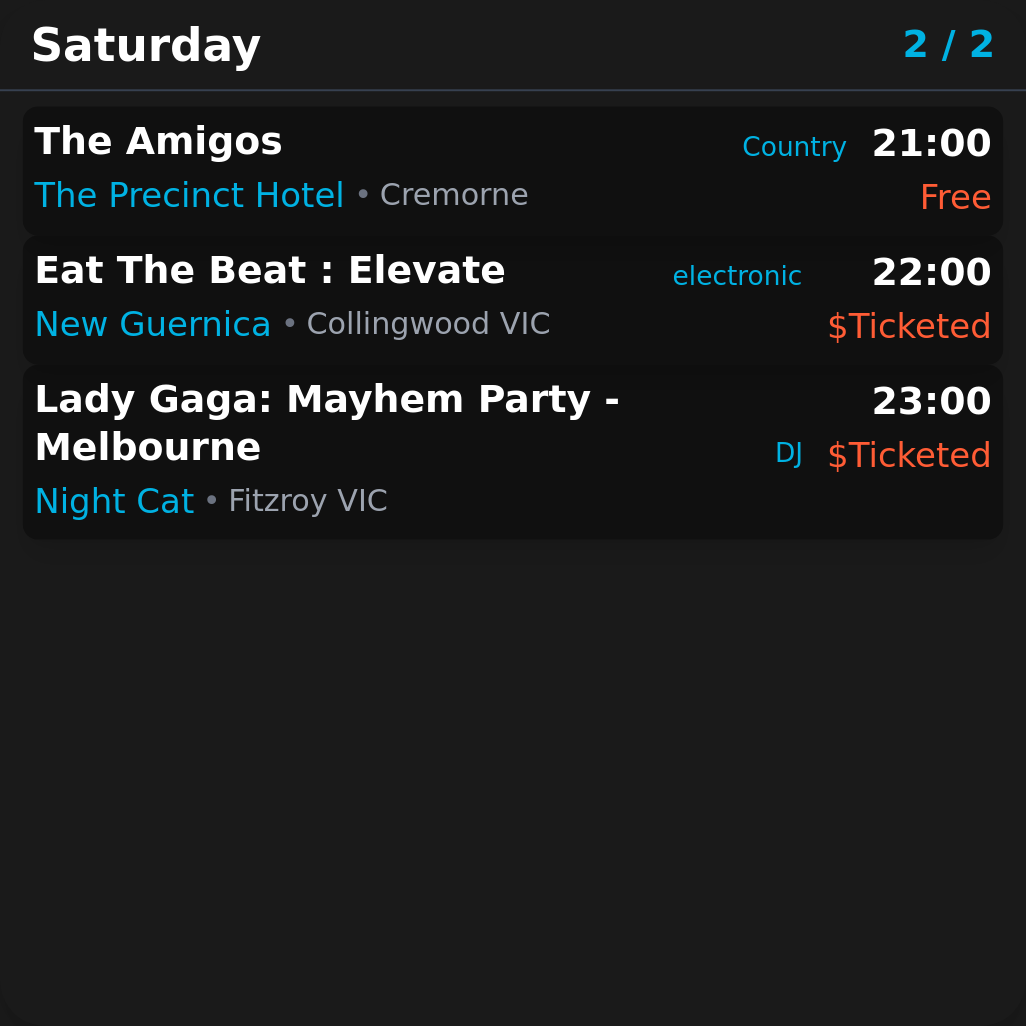 Saturday 2 / 2
The Amigos Country 21:00
The Precinct Hotel • Cremorne Free
Eat The Beat : Elevate electronic 22:00
New Guernica • Collingwood VIC $Ticketed
Lady Gaga: Mayhem Party - 23:00
Melbourne DJ $Ticketed
Night Cat • Fitzroy VIC